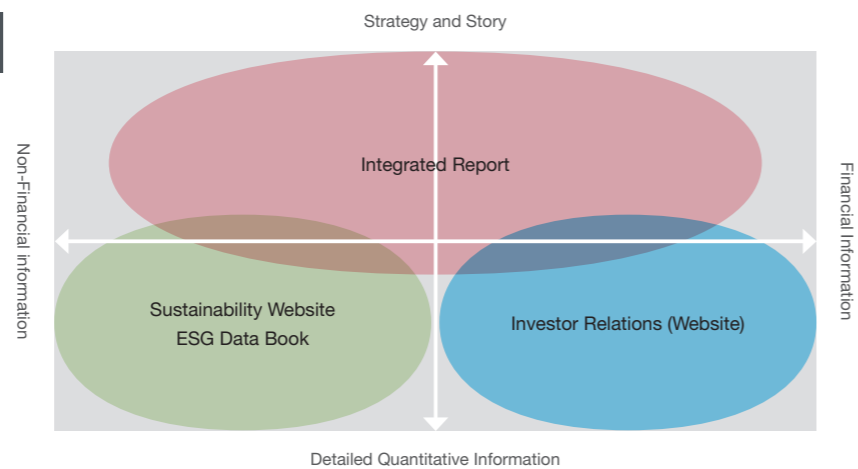 Strategy and Story
Non-Financial information
Integrated Report
Financial Information
Sustainability Website
ESG Data Book
Investor Relations (Website)
Detailed Quantitative Information